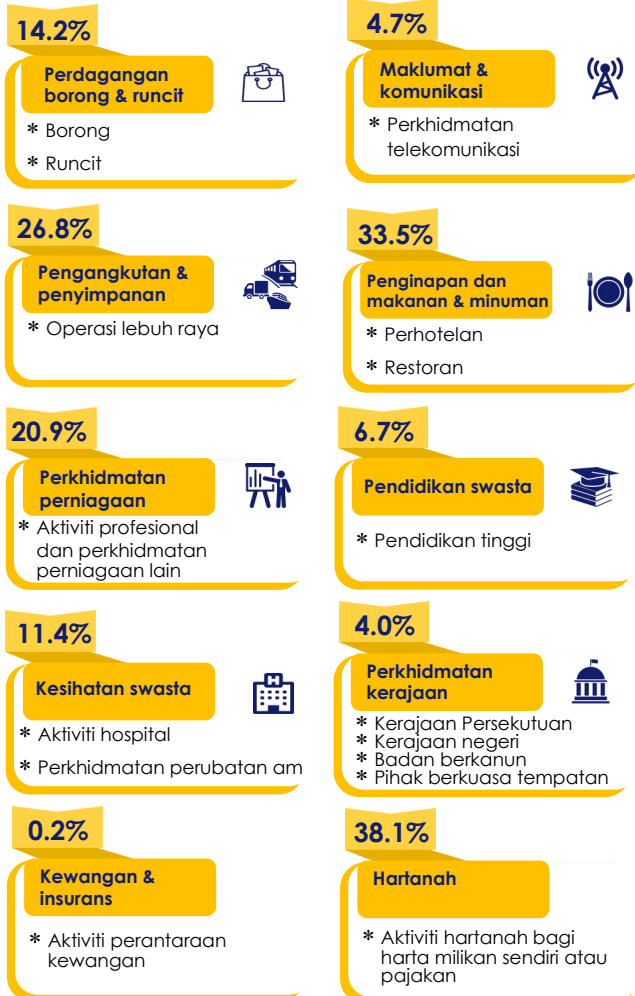 14.2%
Perdagangan
borong & runcit
* Borong
* Runcit
4.7%
Maklumat &
komunikasi
* Perkhidmatan
telekomunikasi
26.8%
Pengangkutan &
penyimpanan
* Operasi lebuh raya
33.5%
Penginapan dan
makanan & minuman
* Perhotelan
* Restoran
20.9%
Perkhidmatan
perniagaan
* Aktiviti profesional
dan perkhidmatan
perniagaan lain
6.7%
Pendidikan swasta
* Pendidikan tinggi
11.4%
Kesihatan swasta
* Aktiviti hospital
* Perkhidmatan perubatan am
4.0%
Perkhidmatan
kerajaan
* Kerajaan Persekutuan
* Kerajaan negeri
* Badan berkanun
* Pihak berkuasa tempatan
0.2%
Kewangan &
insurans
* Aktiviti perantaraan
kewangan
38.1%
Hartanah
* Aktiviti hartanah bagi
harta milikan sendiri atau
pajakan